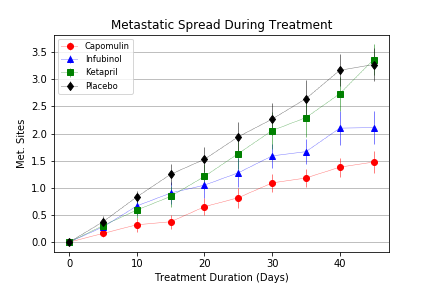 Metastatic Spread During Treatment
Capomulin
Infubinol
Ketapril
Placebo
3.5
3.0
2.5
2.0
1.5
1.0
0.5
0.0
Met. Sites
0 10 20 30 40
Treatment Duration (Days)